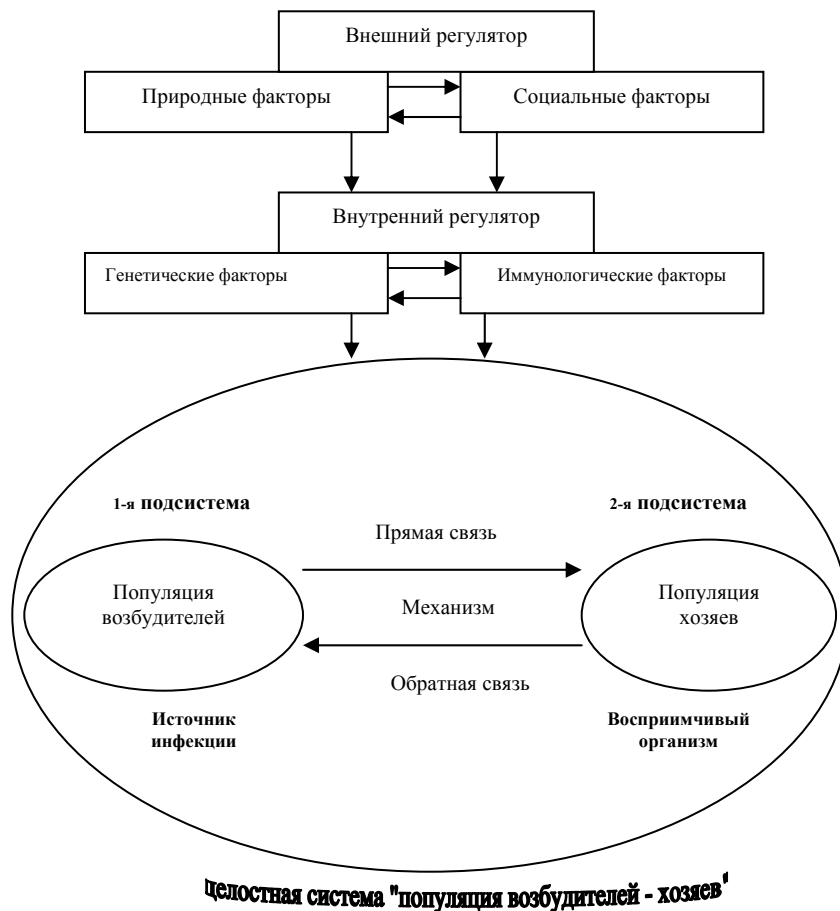 Внешний регулятор
Природные факторы
Социальные факторы
Внутренний регулятор
Генетические факторы
Иммунологические факторы
1-я подсистема
2-я подсистема
Прямая связь
Популяция
возбудителей
Механизм
Популяция
хозяев
Обратная связь
Источник
инфекции
Восприимчивый
организм
целостная система "популяция возбудителей - хозяев"